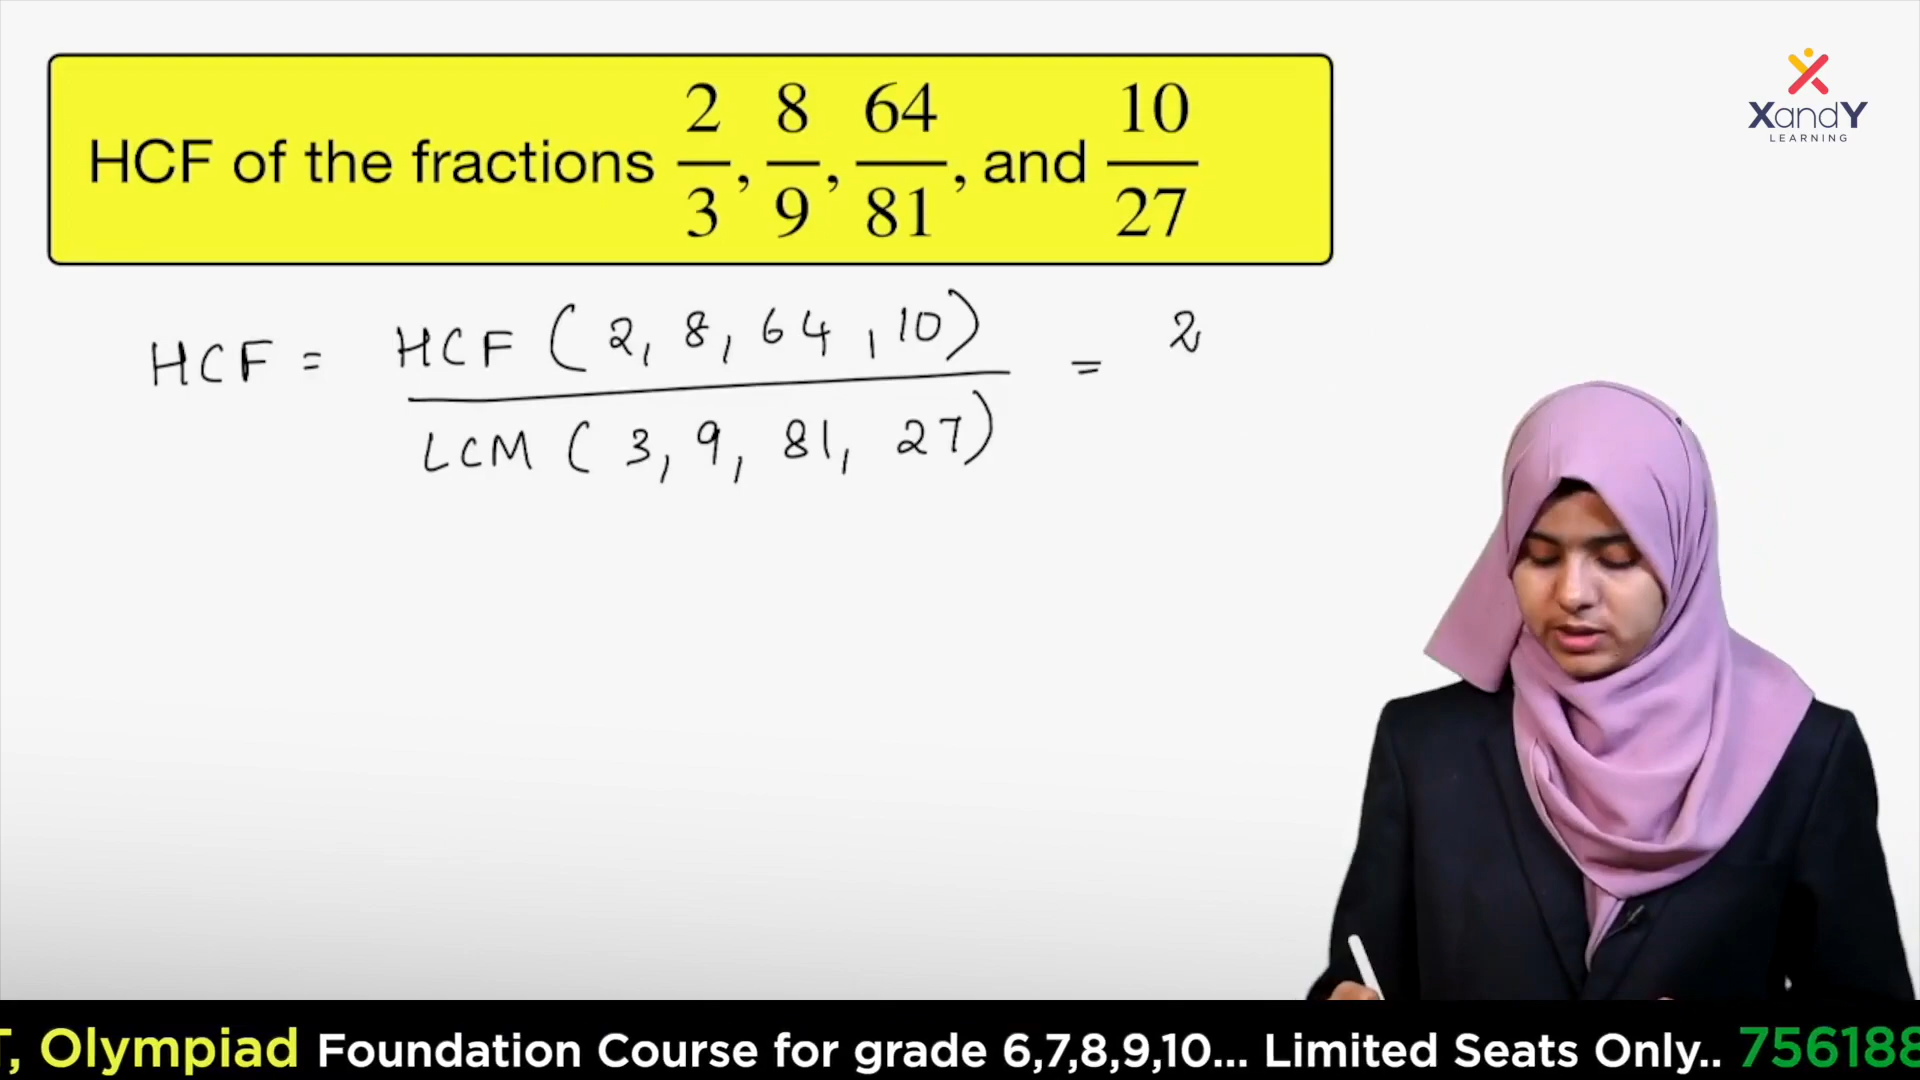 XandY
LEARNING
HCF of the fractions 2/3, 8/9, 64/81, and 10/27
HCF = HCF (2, 8, 64, 10) / LCM (3, 9, 81, 27) = 2
T, Olympiad Foundation Course for grade 6,7,8,9,10... Limited Seats Only.. 756188